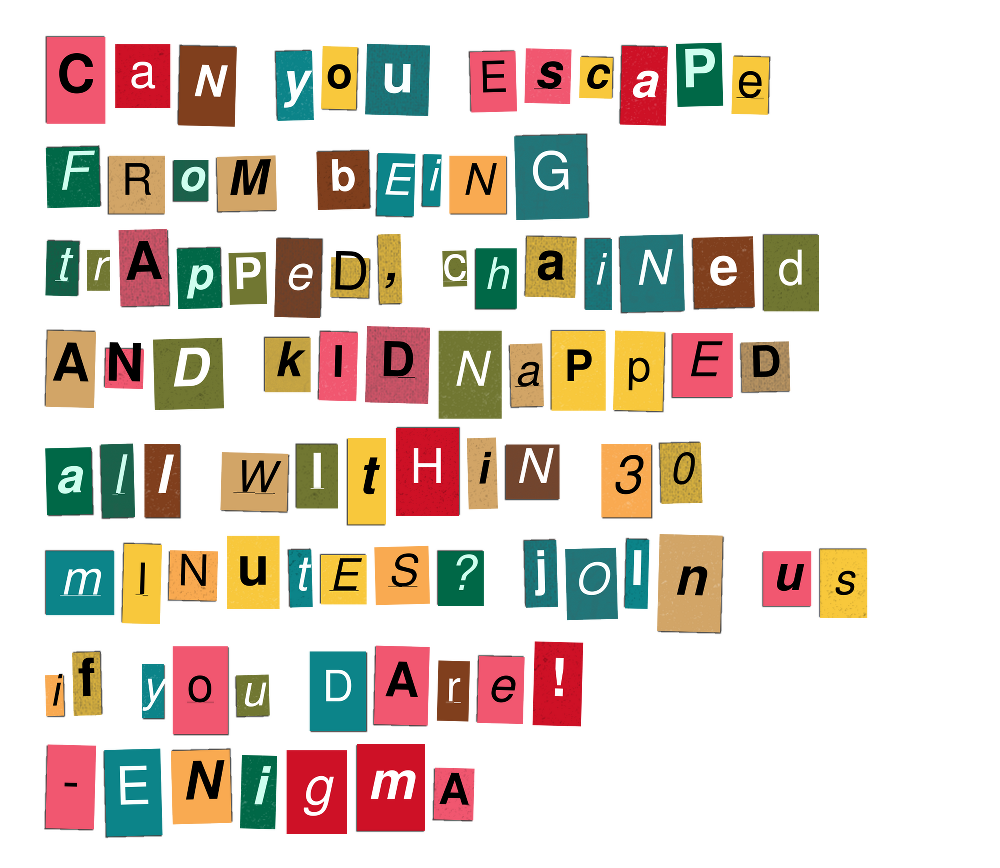 CaN you EscaPe
FRoM bEiNG
trApPeD, chaiNed
AND kIDNaPpED
all WItHiN 30
mINutES? joIn us
if you DAre!
-ENigmA